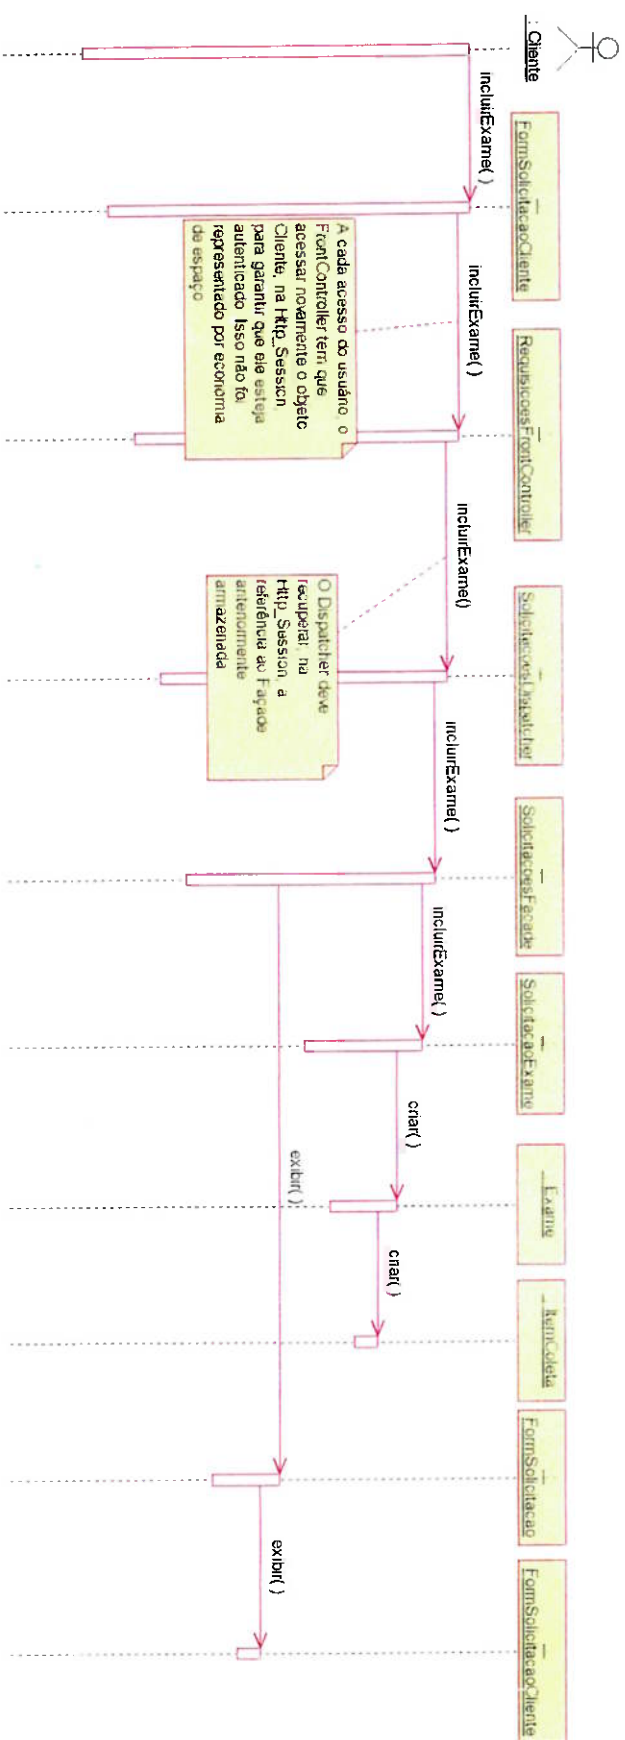 : Cliente
FormSolicitacaoCliente
RequisicoesFrontController
SolicitacoesDispatcher
SolicitacoesFacade
SolicitacaoExame
Exame
ItemColeta
FormSolicitacao
FormSolicitacaoCliente
incluirExame( )
incluirExame( )
incluirExame()
incluirExame( )
incluirExame( )
criar( )
criar( )
exibir( )
exibir( )
A cada acesso do usuário, o
FrontController tem que
acessar novamente o objeto
Cliente, na Http_Session
para garantir que ele esteja
autenticado Isso não foi
representado por economia
de espaço
O Dispatcher deve
recuperar, na
Http_Session, a
referência ao Façade
anteriormente
armazenada